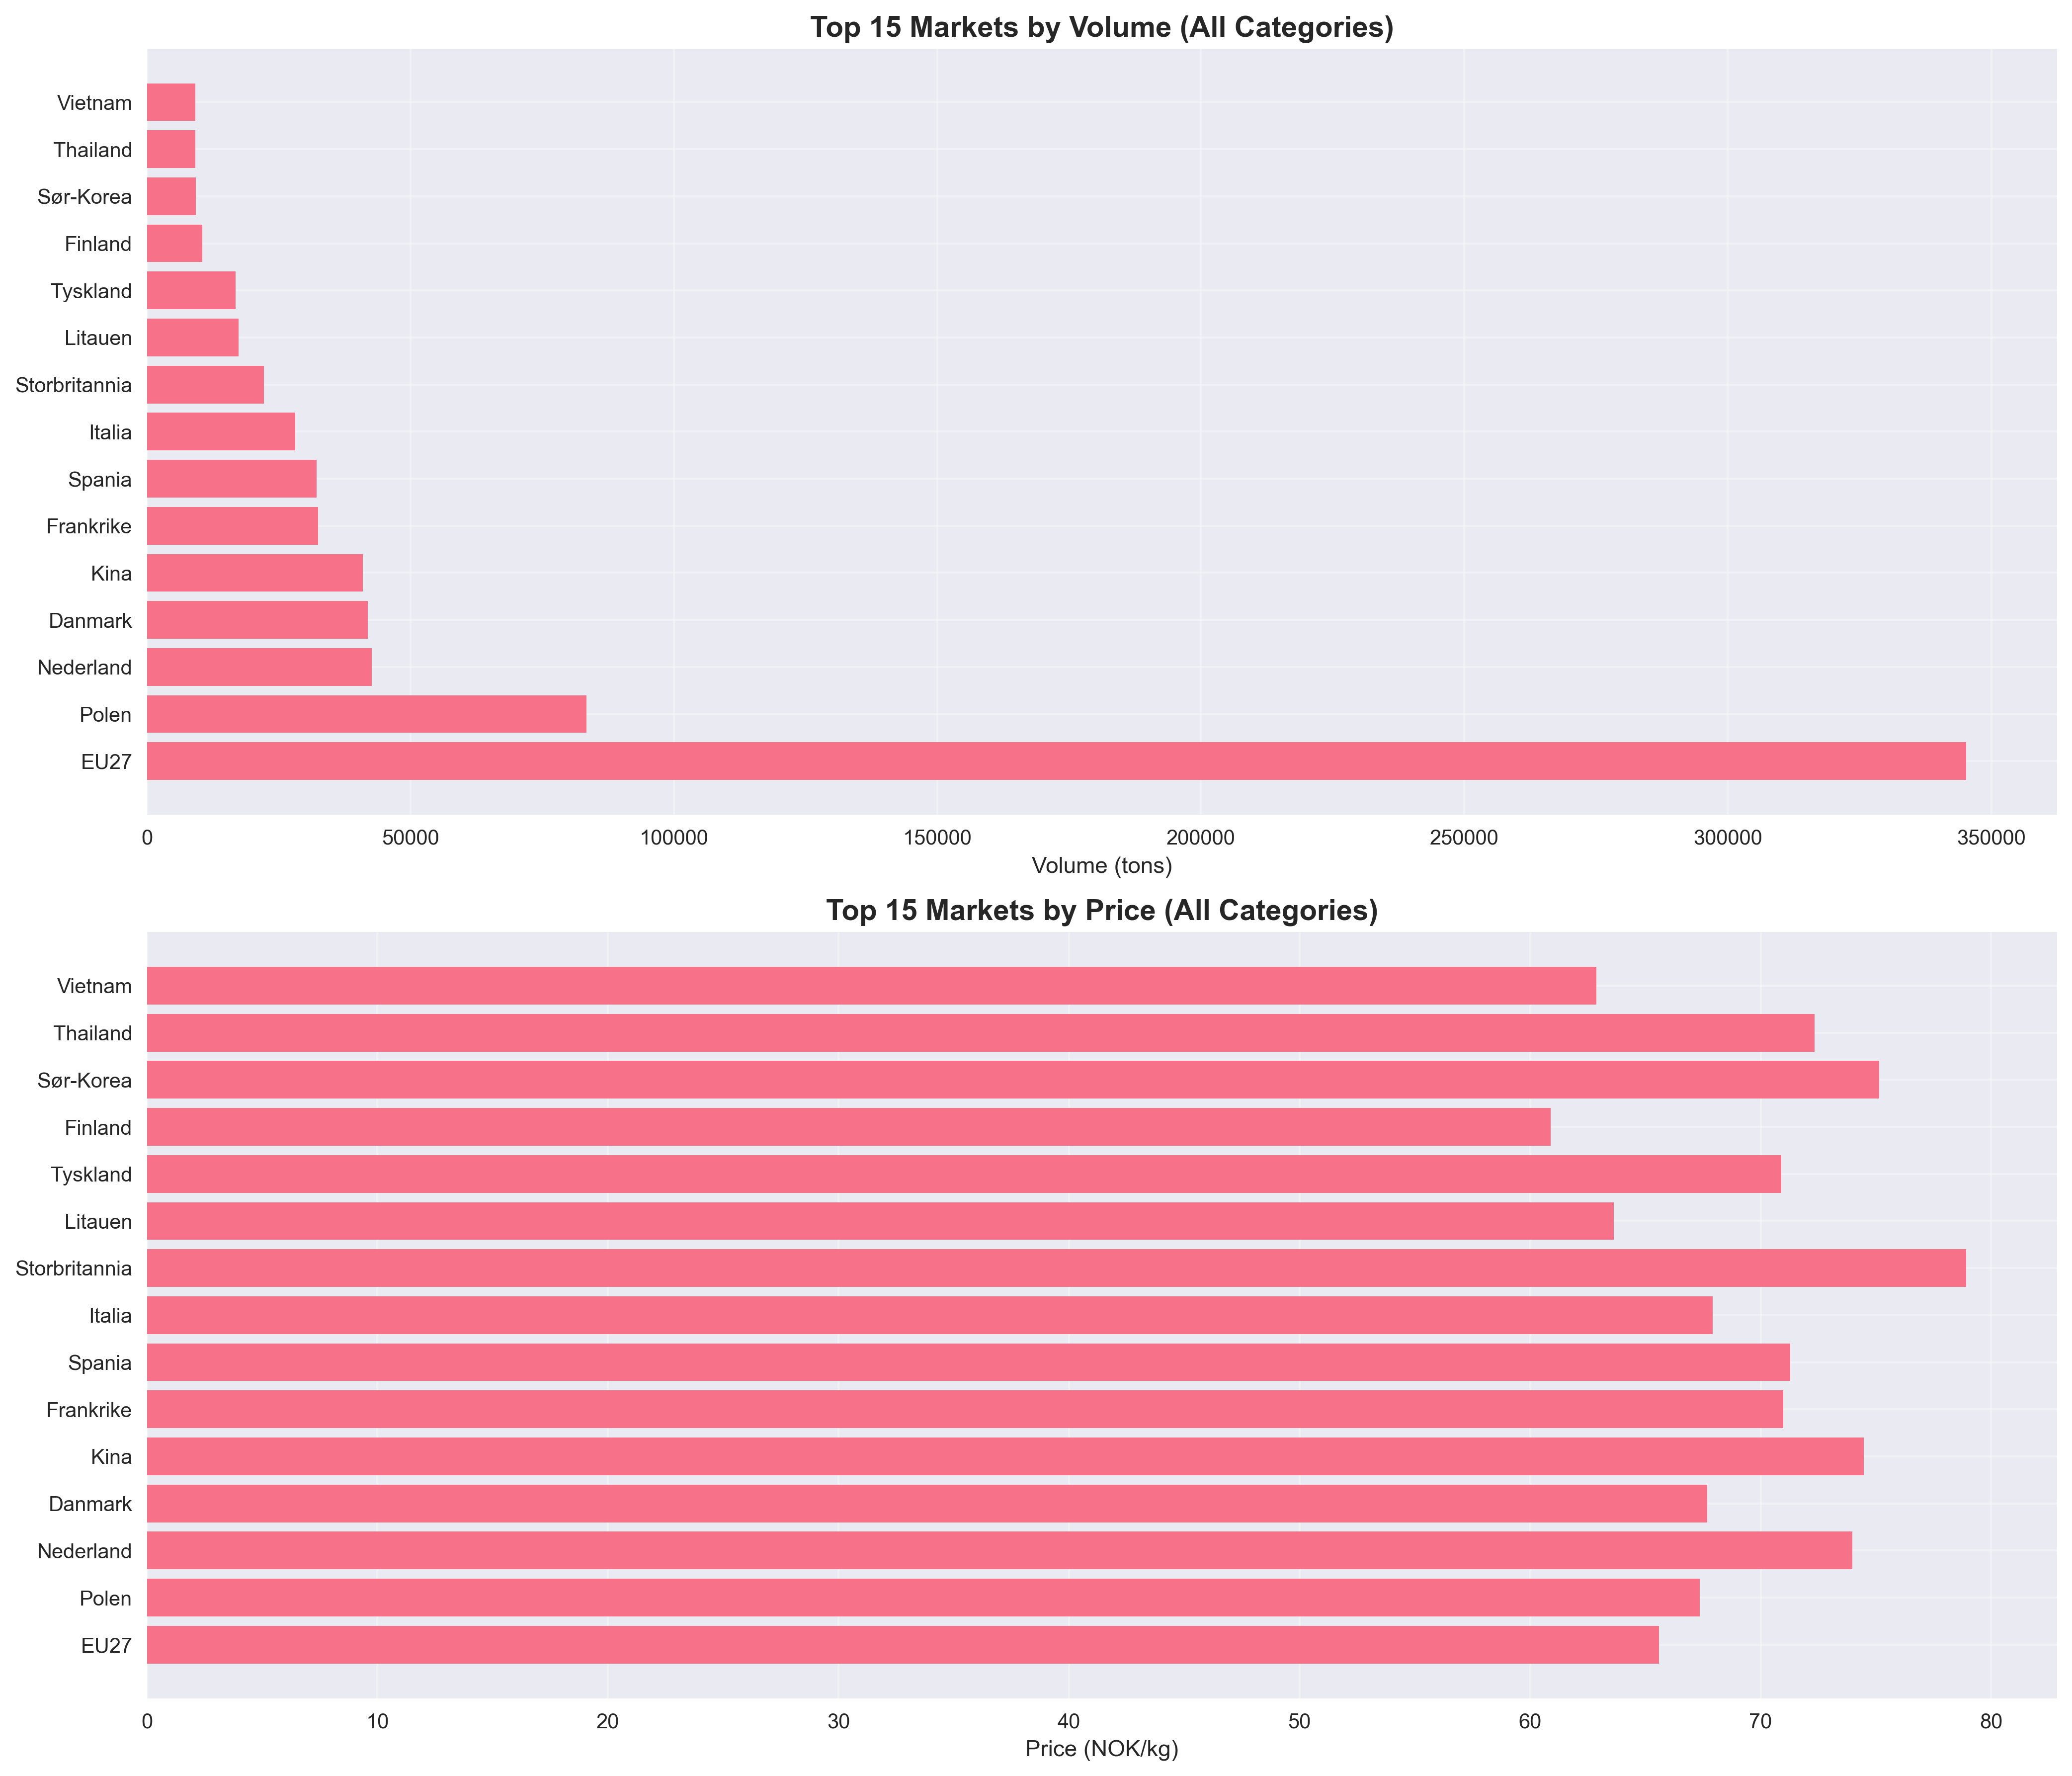 Top 15 Markets by Volume (All Categories)
Vietnam
Thailand
Sør-Korea
Finland
Tyskland
Litauen
Storbritannia
Italia
Spania
Frankrike
Kina
Danmark
Nederland
Polen
EU27
0 50000 100000 150000 200000 250000 300000 350000
Volume (tons)
Top 15 Markets by Price (All Categories)
Vietnam
Thailand
Sør-Korea
Finland
Tyskland
Litauen
Storbritannia
Italia
Spania
Frankrike
Kina
Danmark
Nederland
Polen
EU27
0 10 20 30 40 50 60 70 80
Price (NOK/kg)